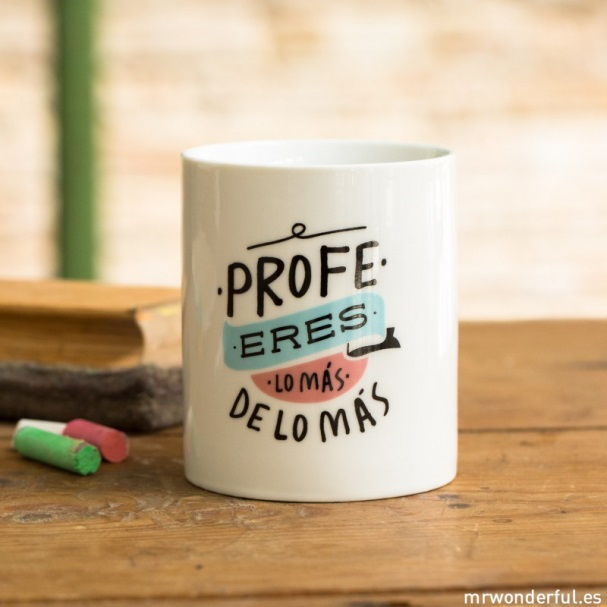 ·PROFE·
·ERES·
·LO MÁS·
DE LO MÁS
mrwonderful.es